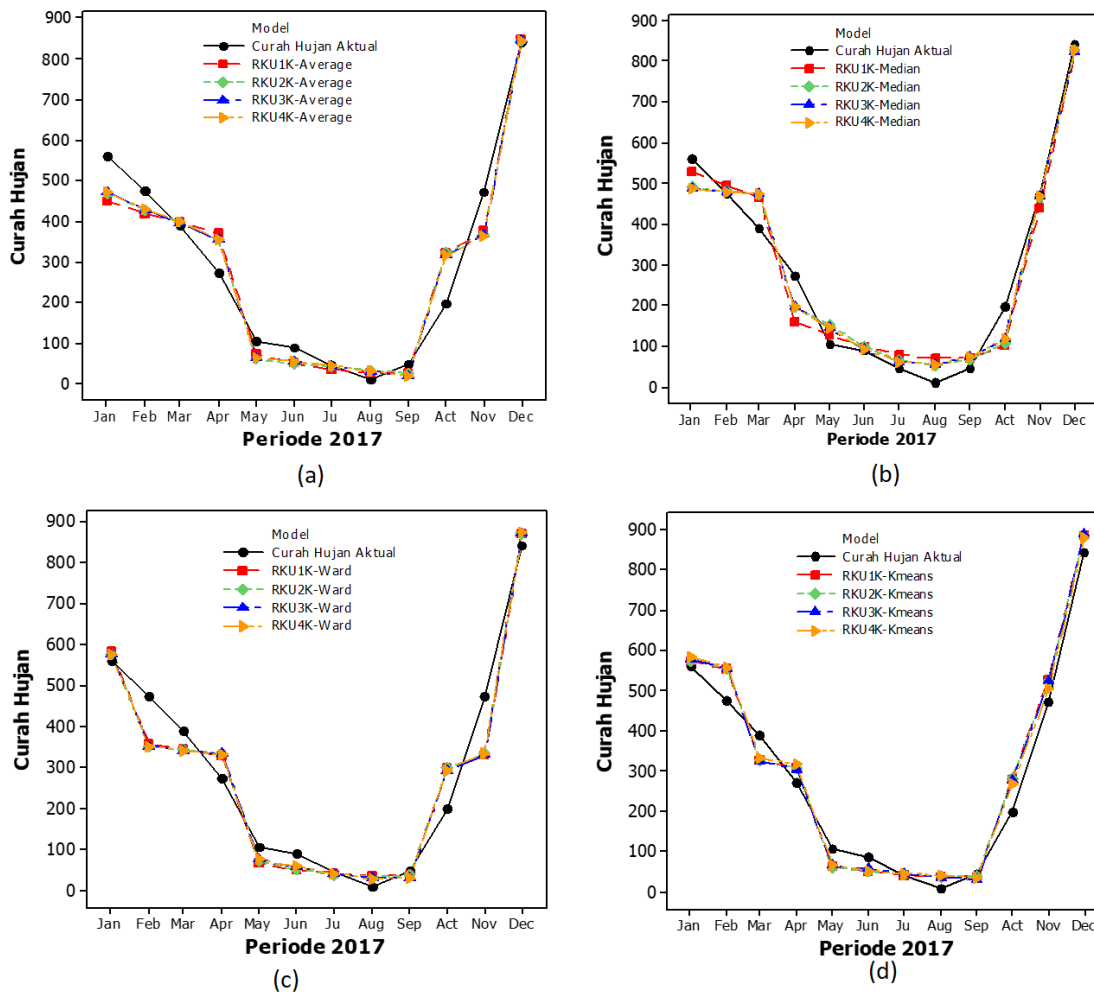 Model
Curah Hujan Aktual
RKU1K-Average
RKU2K-Average
RKU3K-Average
RKU4K-Average
900
800
700
600
500
400
300
200
100
0
Curah Hujan
Jan Feb Mar Apr May Jun Ju Aug Sep Act Nov Dec
Periode 2017
(a)
Model
Curah Hujan Aktual
RKU1K-Median
RKU2K-Median
RKU3K-Median
RKU4K-Median
900
800
700
600
500
400
300
200
100
0
Curah Hujan
Jan Feb Mar Apr May Jun Ju Aug Sep Act Nov Dec
Periode 2017
(b)
Model
Curah Hujan Aktual
RKU1K-Ward
RKU2K-Ward
RKU3K-Ward
RKU4K-Ward
900
800
700
600
500
400
300
200
100
0
Curah Hujan
Jan Feb Mar Apr May Jun Ju Aug Sep Act Nov Dec
Periode 2017
(c)
Model
Curah Hujan Aktual
RKU1K-Kmeans
RKU2K-Kmeans
RKU3K-Kmeans
RKU4K-Kmeans
900
800
700
600
500
400
300
200
100
0
Curah Hujan
Jan Feb Mar Apr May Jun Ju Aug Sep Act Nov Dec
Periode 2017
(d)